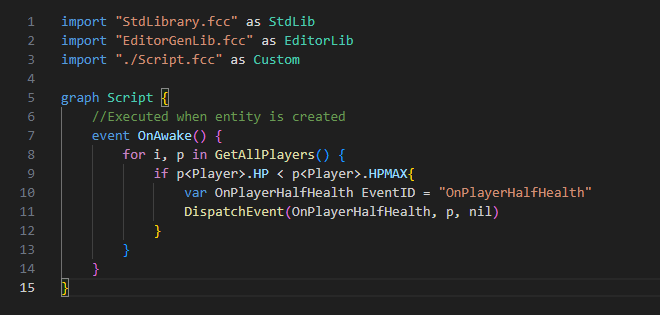 1 import "StdLibrary.fcc" as StdLib
2 import "EditorGenLib.fcc" as EditorLib
3 import "./Script.fcc" as Custom
4
5 graph Script {
6     //Executed when entity is created
7     event OnAwake() {
8         for i, p in GetAllPlayers() {
9             if p<Player>.HP < p<Player>.HPMAX{
10                 var OnPlayerHalfHealth EventID = "OnPlayerHalfHealth"
11                 DispatchEvent(OnPlayerHalfHealth, p, nil)
12             }
13         }
14     }
15 }